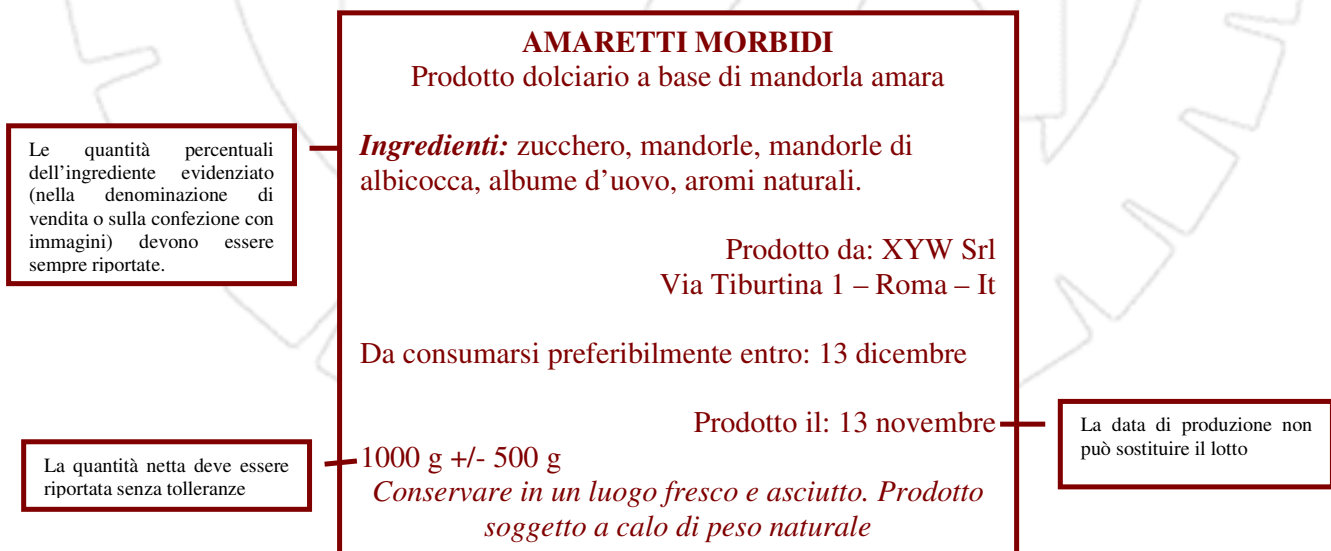 AMARETTI MORBIDI
Prodotto dolciario a base di mandorla amara
Le quantità percentuali
dell’ingrediente evidenziato
(nella denominazione di
vendita o sulla confezione con
immagini) devono essere
sempre riportate.
Ingredienti: zucchero, mandorle, mandorle di
albicocca, albume d’uovo, aromi naturali.
Prodotto da: XYW Srl
Via Tiburtina 1 – Roma – It
Da consumarsi preferibilmente entro: 13 dicembre
Prodotto il: 13 novembre
La data di produzione non
può sostituire il lotto
La quantità netta deve essere
riportata senza tolleranze
1000 g +/- 500 g
Conservare in un luogo fresco e asciutto. Prodotto
soggetto a calo di peso naturale